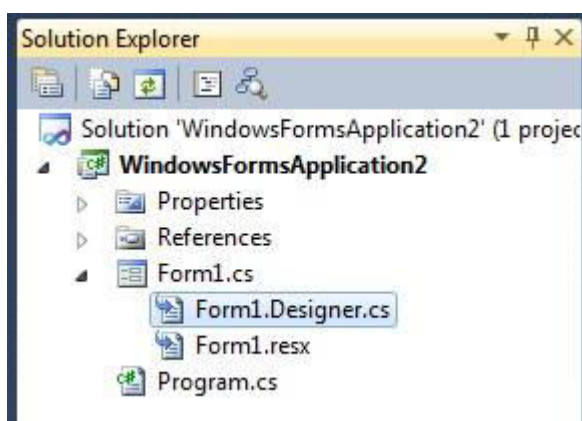 Solution Explorer
Solution 'WindowsFormsApplication2' (1 projec
WindowsFormsApplication2
Properties
References
Form1.cs
Form1.Designer.cs
Form1.resx
Program.cs